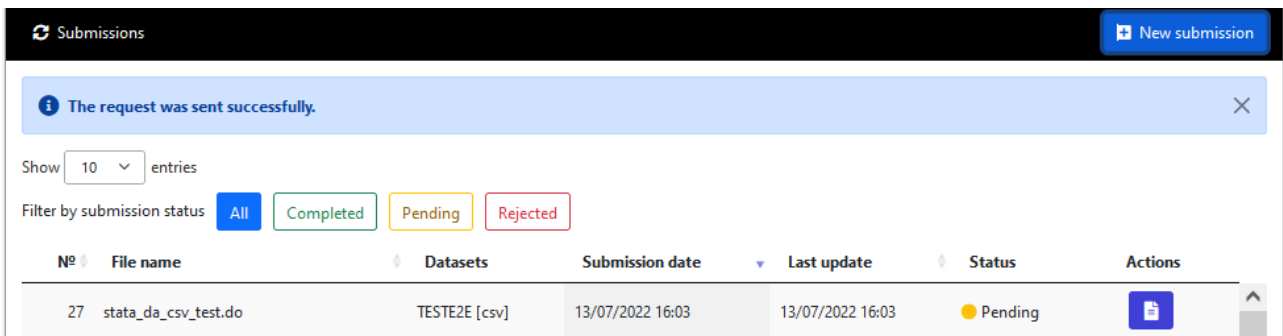 Submissions New submission
The request was sent successfully.
Show 10 entries
Filter by submission status All Completed Pending Rejected
Nº File name Datasets Submission date Last update Status Actions
27 stata_da_csv_test.do TESTE2E [csv] 13/07/2022 16:03 13/07/2022 16:03 Pending